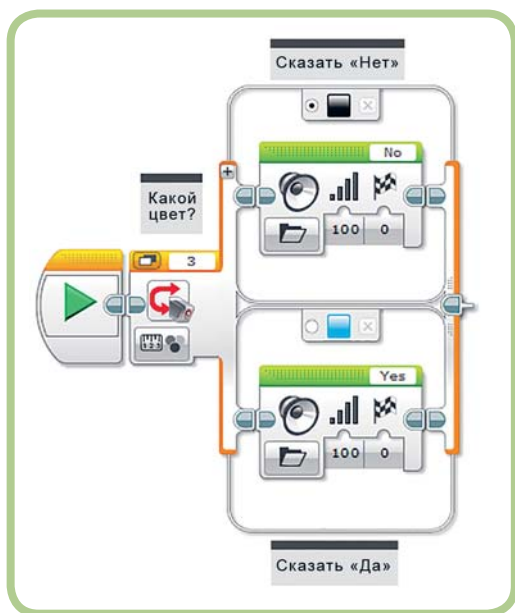 Сказать «Нет»
No
100 0
Какой
цвет?
3
Yes
100 0
Сказать «Да»